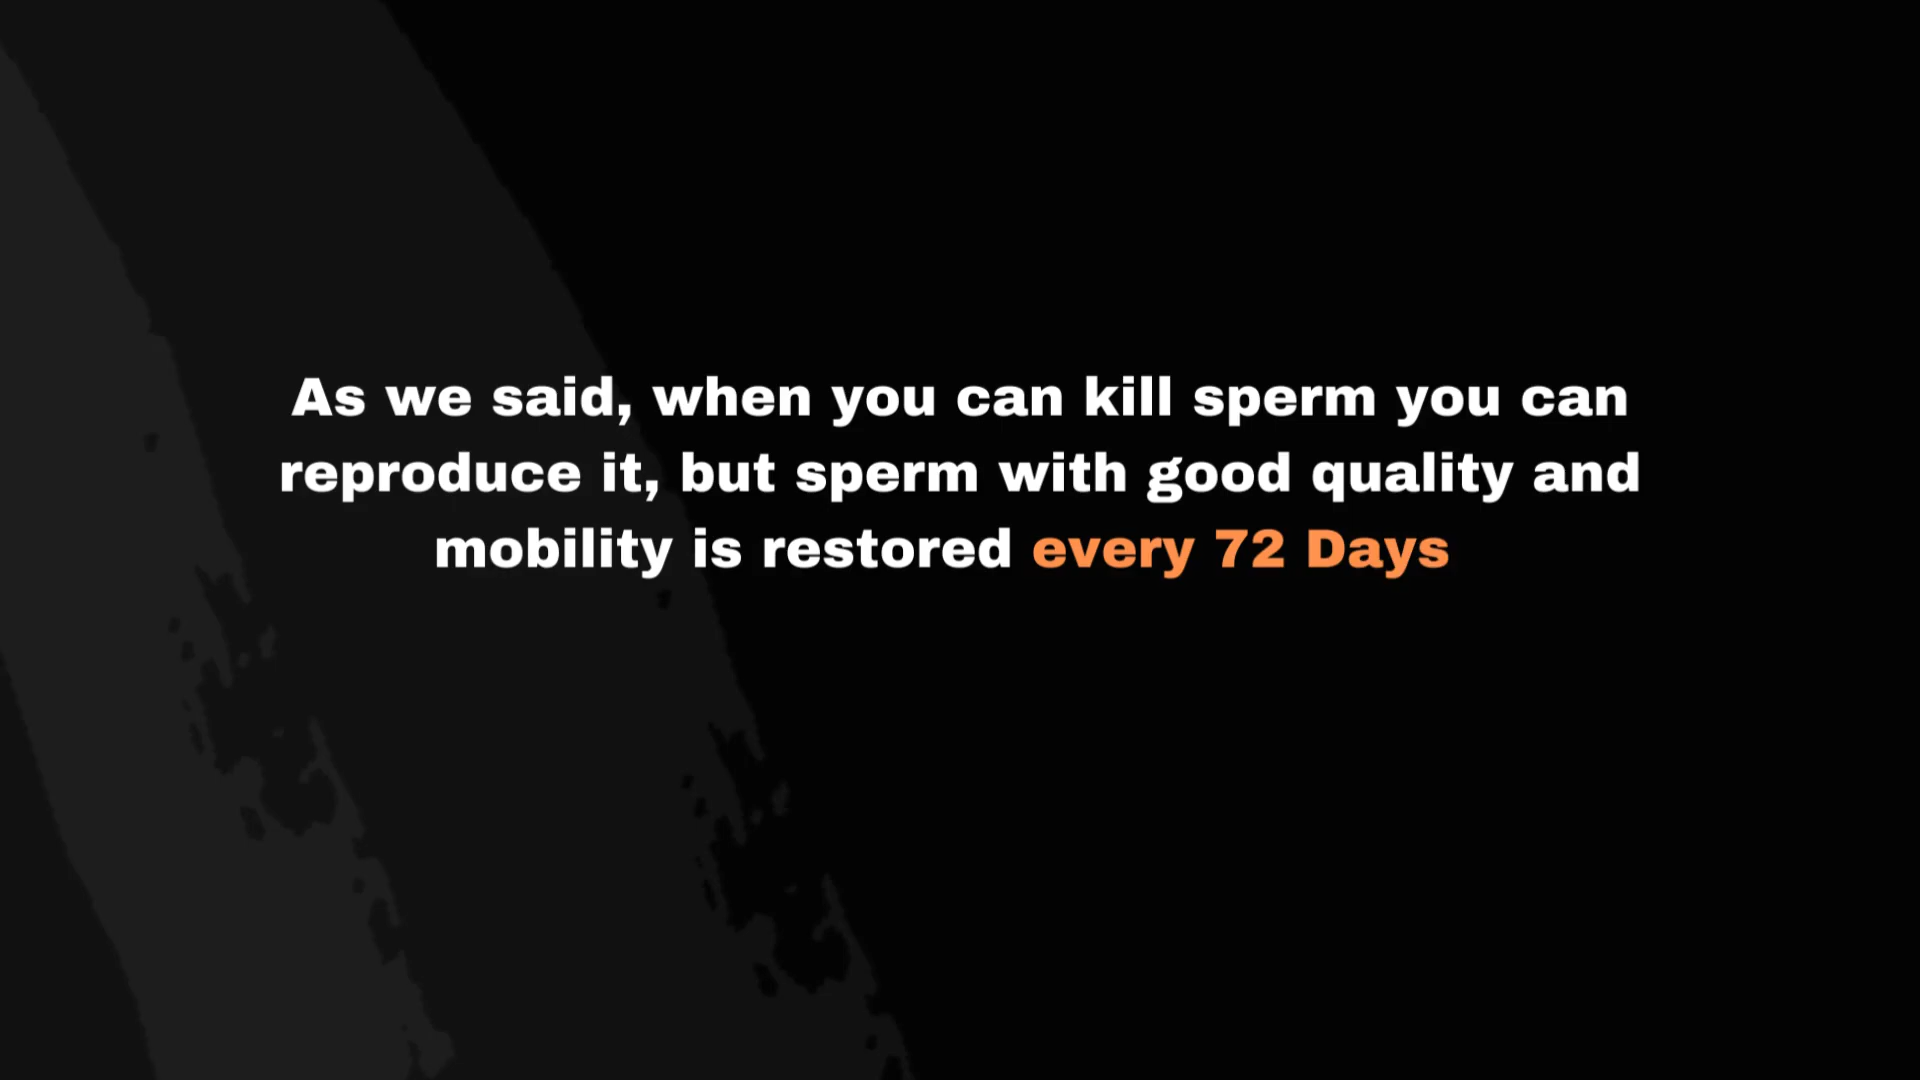 As we said, when you can kill sperm you can
reproduce it, but sperm with good quality and
mobility is restored every 72 Days